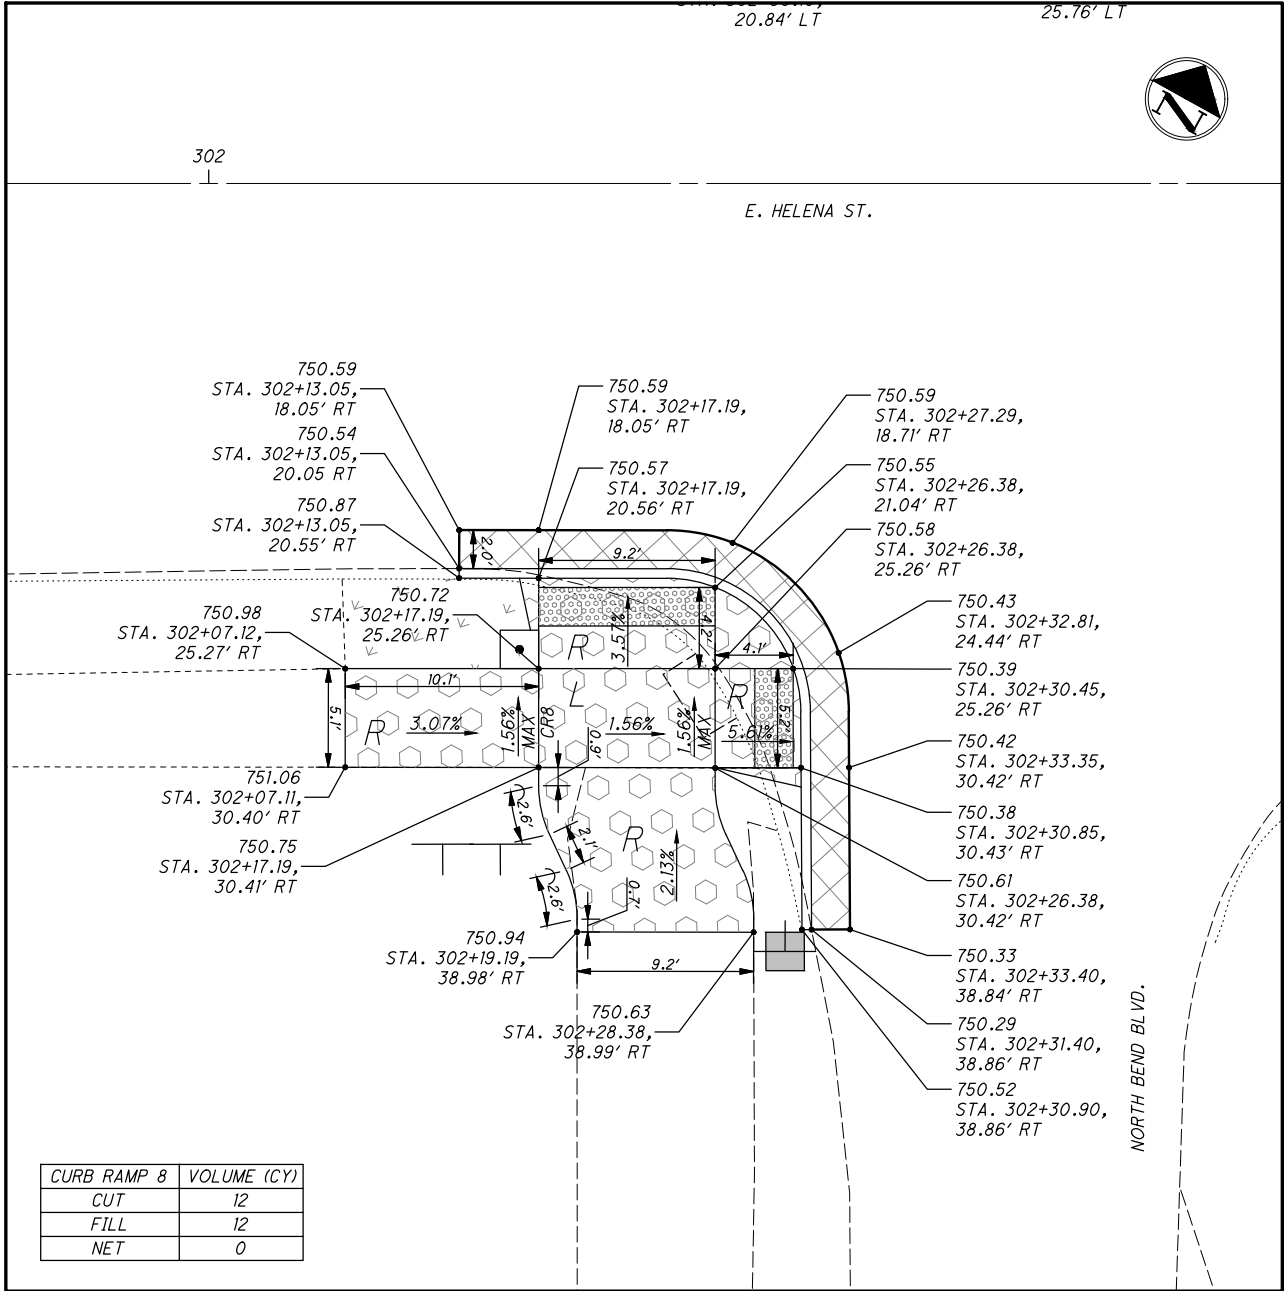 20.84' LT
25.76' LT
N
302
E. HELENA ST.
750.59
STA. 302+13.05,
18.05' RT
750.54
STA. 302+13.05,
20.05 RT
750.87
STA. 302+13.05,
20.55' RT
750.59
STA. 302+17.19,
18.05' RT
750.57
STA. 302+17.19,
20.56' RT
750.59
STA. 302+27.29,
18.71' RT
750.55
STA. 302+26.38,
21.04' RT
750.58
STA. 302+26.38,
25.26' RT
750.72
STA. 302+17.19,
25.26' RT
750.98
STA. 302+07.12,
25.27' RT
750.43
STA. 302+32.81,
24.44' RT
750.39
STA. 302+30.45,
25.26' RT
750.42
STA. 302+33.35,
30.42' RT
750.38
STA. 302+30.85,
30.43' RT
750.61
STA. 302+26.38,
30.42' RT
750.33
STA. 302+33.40,
38.84' RT
750.29
STA. 302+31.40,
38.86' RT
750.52
STA. 302+30.90,
38.86' RT
751.06
STA. 302+07.11,
30.40' RT
750.75
STA. 302+17.19,
30.41' RT
750.94
STA. 302+19.19,
38.98' RT
750.63
STA. 302+28.38,
38.99' RT
2.0'
9.2'
R
3.57%
4.2'
4.1'
10.1'
L
R
5.1'
R
3.07%
1.56%
MAX
CR8
1.56%
1.56%
MAX
5.61%
5.2'
0.9'
2.6'
2.1'
R
2.13%
2.6'
0.7'
9.2'
NORTH BEND BLVD.
CURB RAMP 8 VOLUME (CY)
CUT 12
FILL 12
NET 0